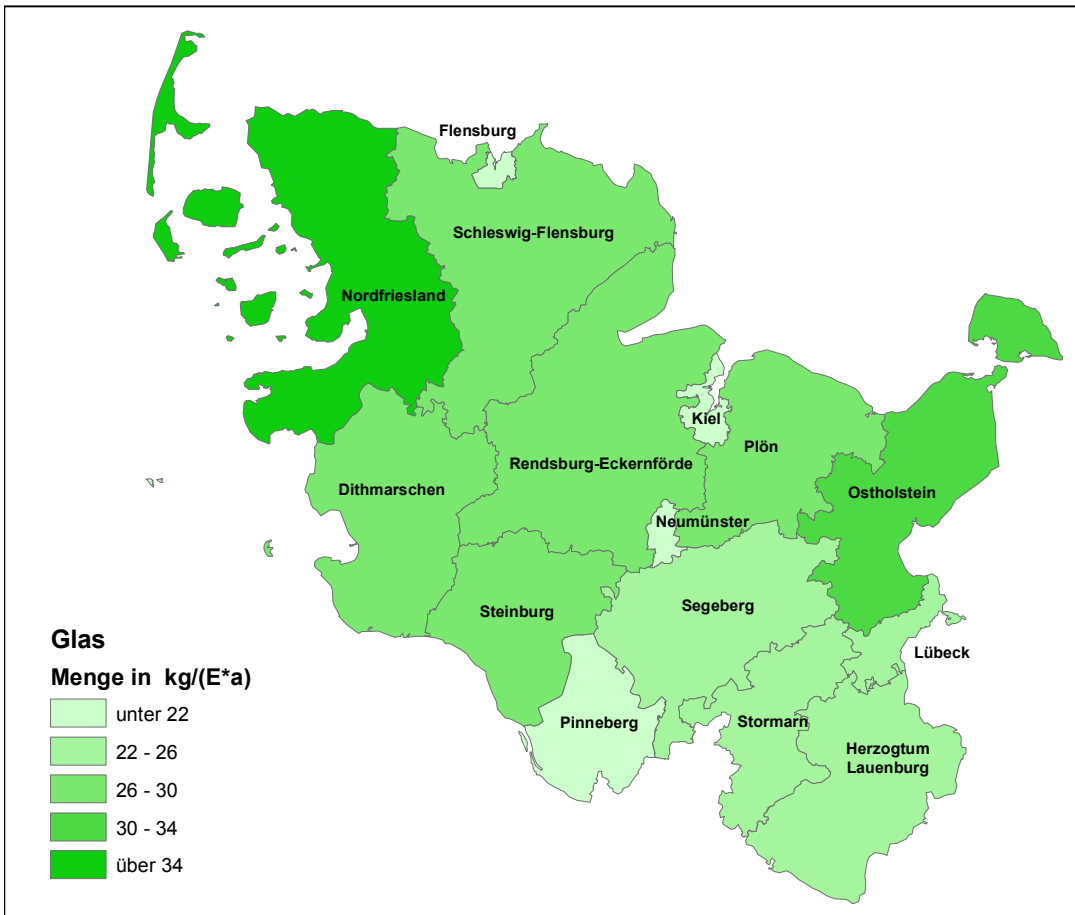 Flensburg
Schleswig-Flensburg
Nordfriesland
Kiel
Plön
Rendsburg-Eckernförde
Dithmarschen
Ostholstein
Neumünster
Steinburg
Segeberg
Lübeck
Pinneberg
Stormarn
Herzogtum
Lauenburg
Glas
Menge in kg/(E*a)
unter 22
22 - 26
26 - 30
30 - 34
über 34